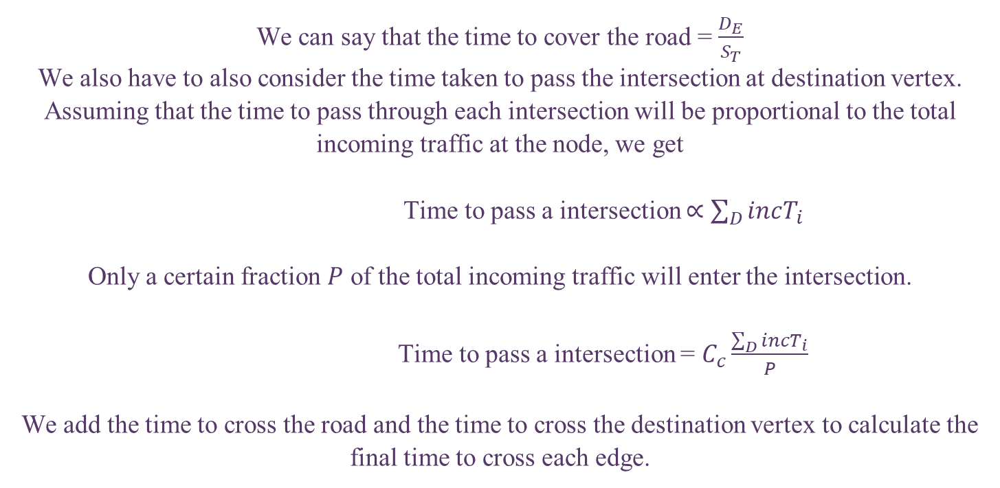 We can say that the time to cover the road = D_E / S_T
We also have to also consider the time taken to pass the intersection at destination vertex.
Assuming that the time to pass through each intersection will be proportional to the total
incoming traffic at the node, we get
Time to pass a intersection ∝ ∑_D incT_i
Only a certain fraction P of the total incoming traffic will enter the intersection.
Time to pass a intersection = C_c ∑_D incT_i / P
We add the time to cross the road and the time to cross the destination vertex to calculate the
final time to cross each edge.